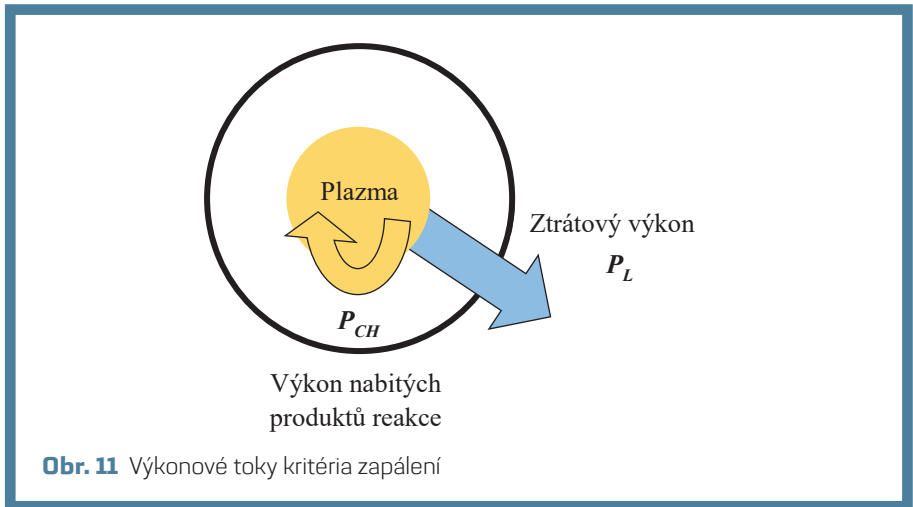 Plazma
Ztrátový výkon
P_L
P_CH
Výkon nabitých
produktů reakce
Obr. 11 Výkonové toky kritéria zapálení